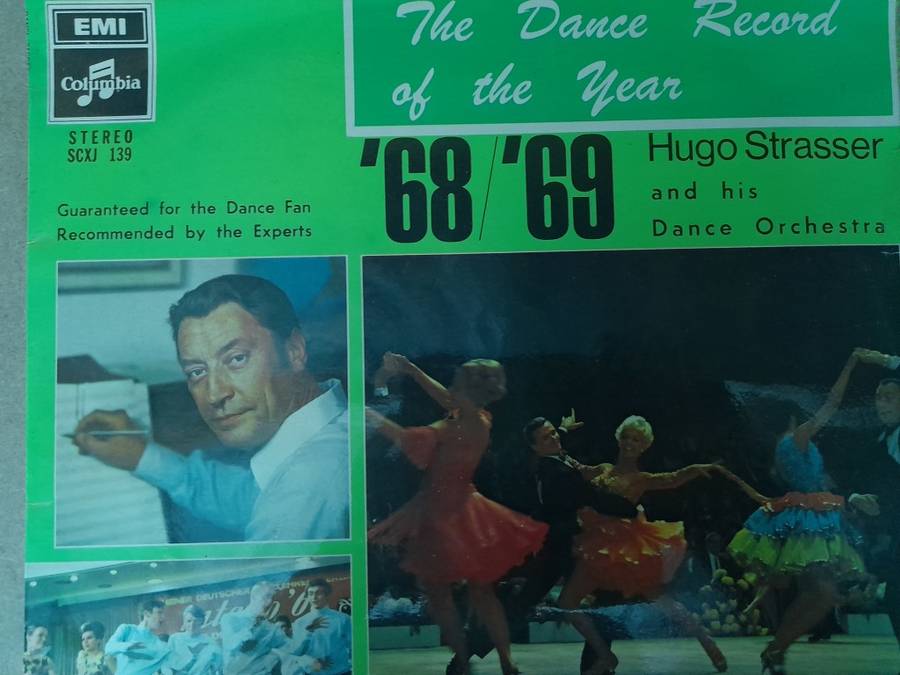 EMI
Columbia
STEREO
SCXJ 139
The Dance Record
of the Year
'68/'69
Hugo Strasser
and his
Dance Orchestra
Guaranteed for the Dance Fan
Recommended by the Experts
DEUTSCHER